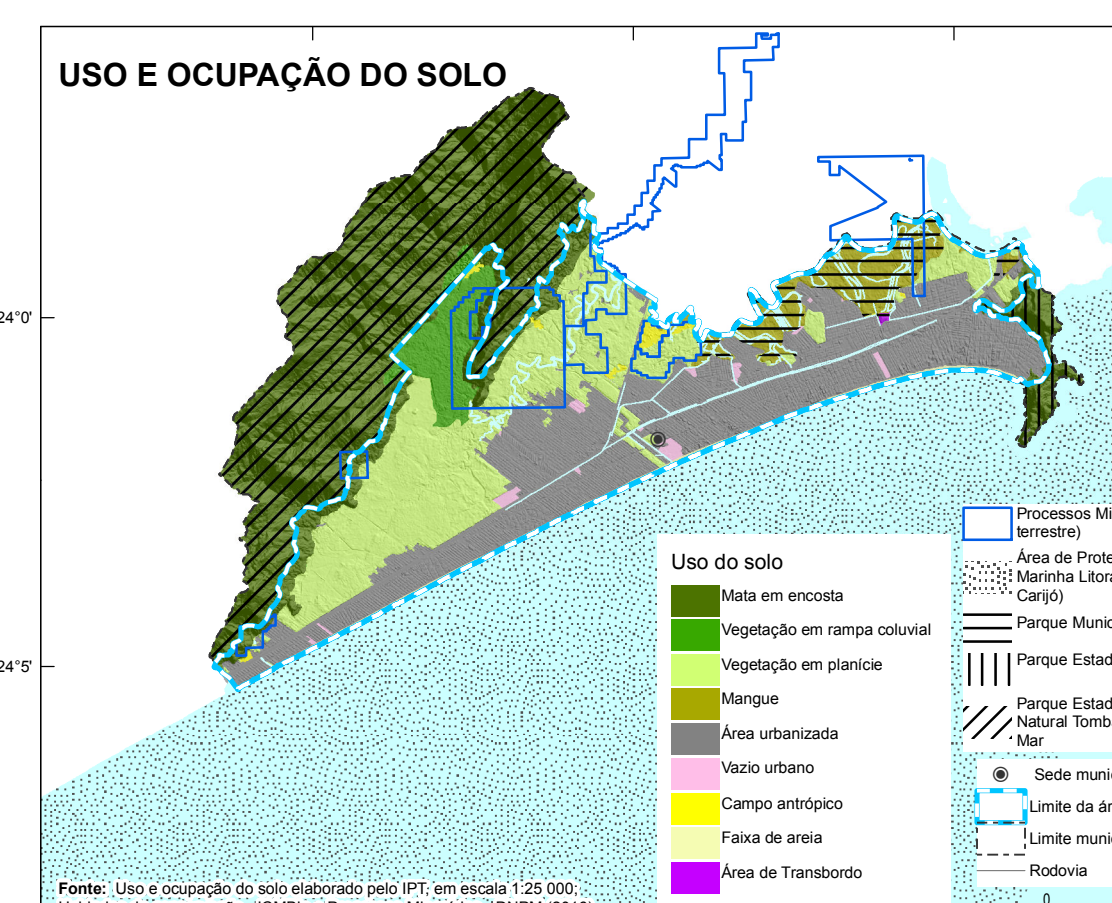 USO E OCUPAÇÃO DO SOLO
24°0'
24°5'
Uso do solo
Mata em encosta
Vegetação em rampa coluvial
Vegetação em planície
Mangue
Área urbanizada
Vazio urbano
Campo antrópico
Faixa de areia
Área de Transbordo
Processos Mi
terrestre)
Área de Prote
Marinha Litora
Carijó)
Parque Munic
Parque Estad
Parque Estad
Natural Tomba
Mar
Sede munic
Limite da ár
Limite munic
Rodovia
0
Fonte: Uso e ocupação do solo elaborado pelo IPT, em escala 1:25 000;